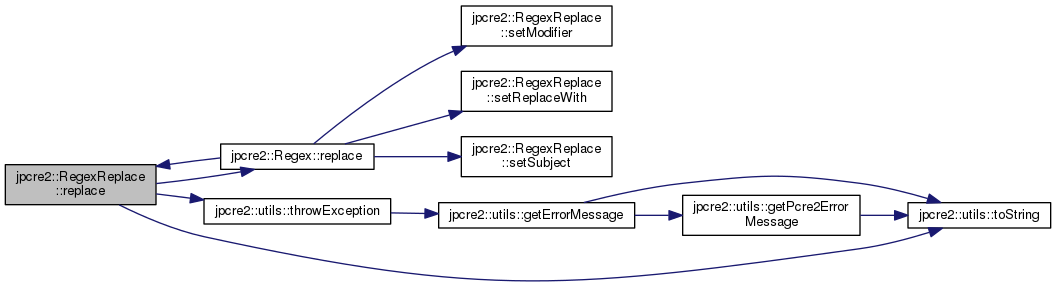 jpcre2::RegexReplace
::setModifier
jpcre2::RegexReplace
::setReplaceWith
jpcre2::RegexReplace
::setSubject
jpcre2::Regex::replace
jpcre2::RegexReplace
::replace
jpcre2::utils::throwException
jpcre2::utils::getErrorMessage
jpcre2::utils::getPcre2Error
Message
jpcre2::utils::toString